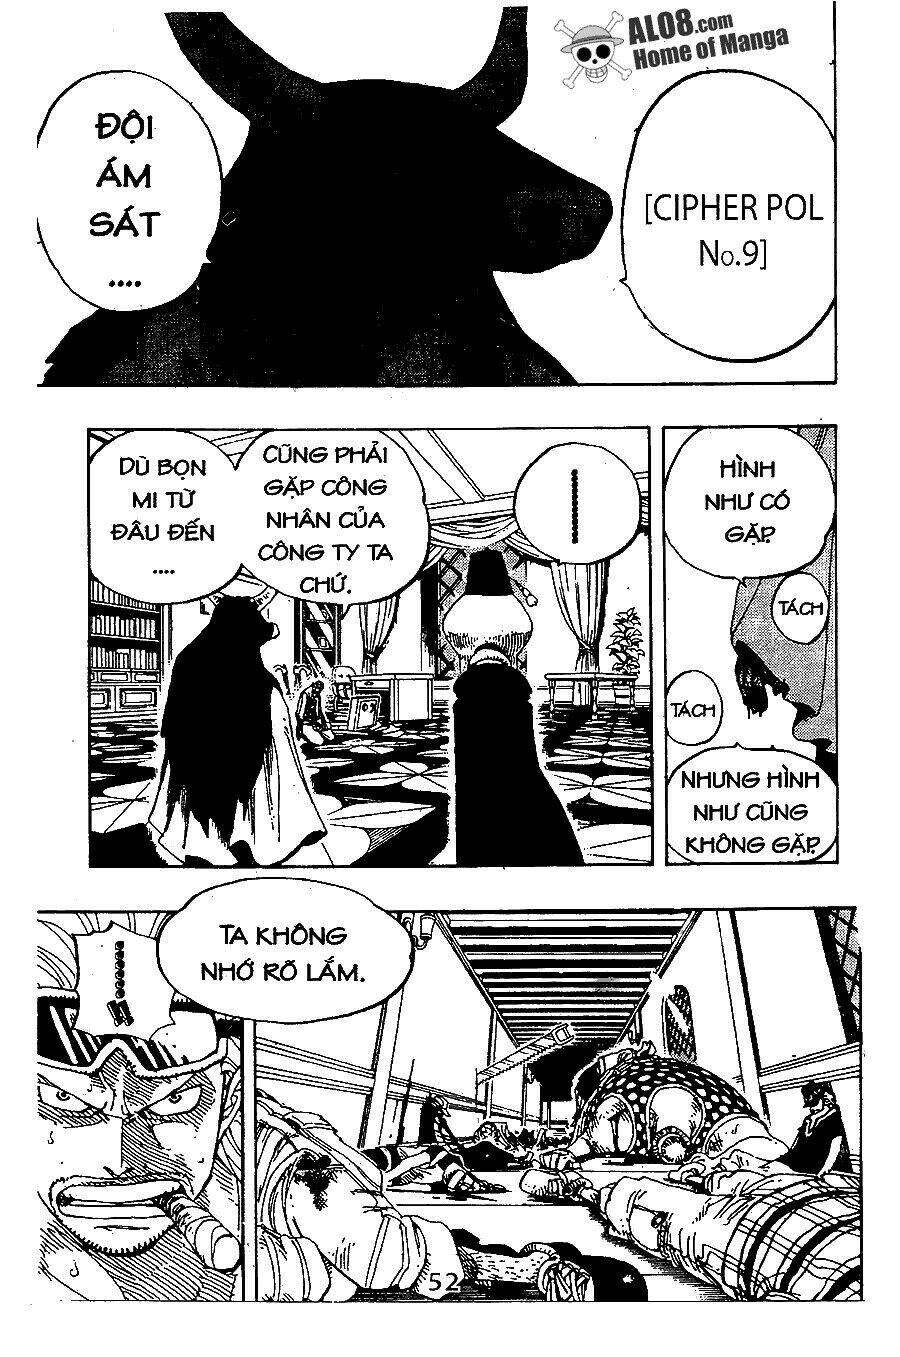 ALO8.com
Home of Manga
[CIPHER POL
No.9]
ĐỘI
ÁM
SÁT
....
HÌNH
NHƯ CÓ
GẶP.
TÁCH
TÁCH
NHƯNG HÌNH
NHƯ CŨNG
KHÔNG GẶP.
CŨNG PHẢI
GẶP CÔNG
NHÂN CỦA
CÔNG TY TA
CHỨ.
DÙ BỌN
MI TỪ
ĐÂU ĐẾN
....
TA KHÔNG
NHỚ RÕ LẮM.
52